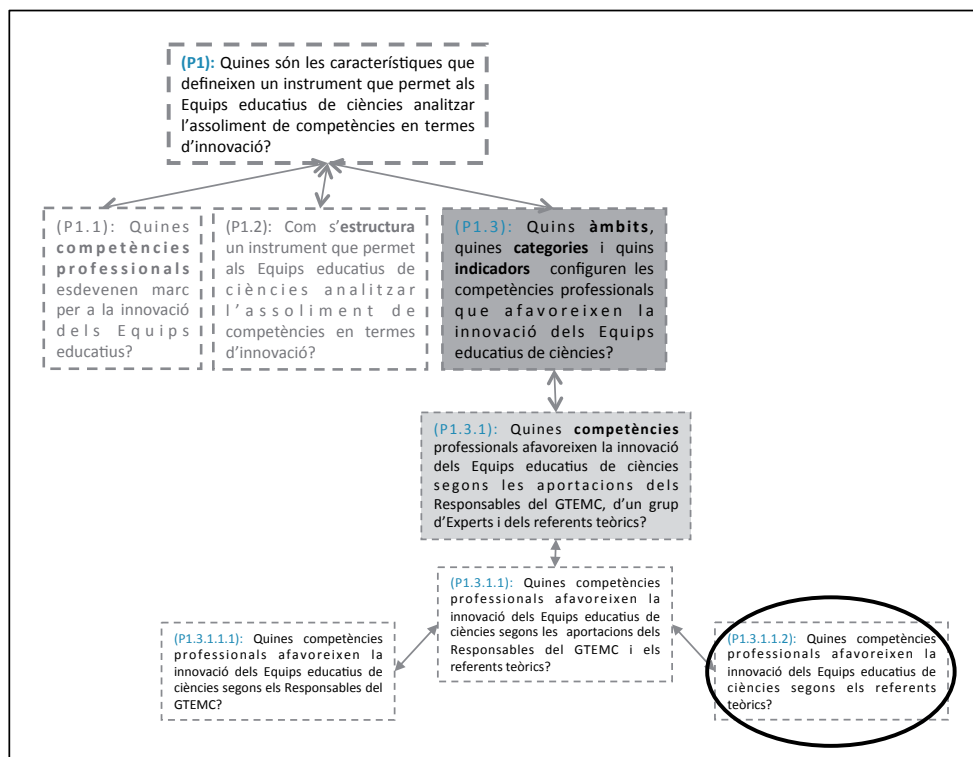 (P1): Quines són les característiques que
defineixen un instrument que permet als
Equips educatius de ciències analitzar
l'assoliment de competències en termes
d'innovació?
(P1.1): Quines
competències
professionals
esdevenen marc
per a la innovació
dels Equips
educatius?
(P1.2): Com s'estructura
un instrument que permet
als Equips educatius de
ciències analitzar
l'assoliment de
competències en termes
d'innovació?
(P1.3): Quins àmbits,
quines categories i quins
indicadors configuren les
competències professionals
que afavoreixen la
innovació dels Equips
educatius de ciències?
(P1.3.1): Quines competències
professionals afavoreixen la innovació
dels Equips educatius de ciències
segons les aportacions dels
Responsables del GTEMC, d'un grup
d'Experts i dels referents teòrics?
(P1.3.1.1): Quines competències
professionals afavoreixen la
innovació dels Equips educatius de
ciències segons les aportacions dels
Responsables del GTEMC i els
referents teòrics?
(P1.3.1.1.1): Quines competències
professionals afavoreixen la
innovació dels Equips educatius de
ciències segons els Responsables del
GTEMC?
(P1.3.1.1.2): Quines competències
professionals afavoreixen la
innovació dels Equips educatius de
ciències segons els referents
teòrics?